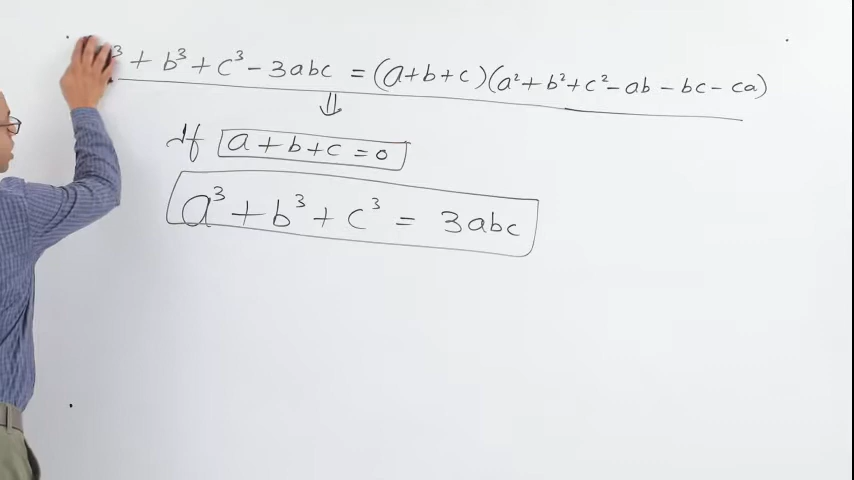 ³ + b³ + c³ - 3abc = (a+b+c)(a² + b² + c² - ab - bc - ca)
⇓
If a + b + c = 0
a³ + b³ + c³ = 3abc